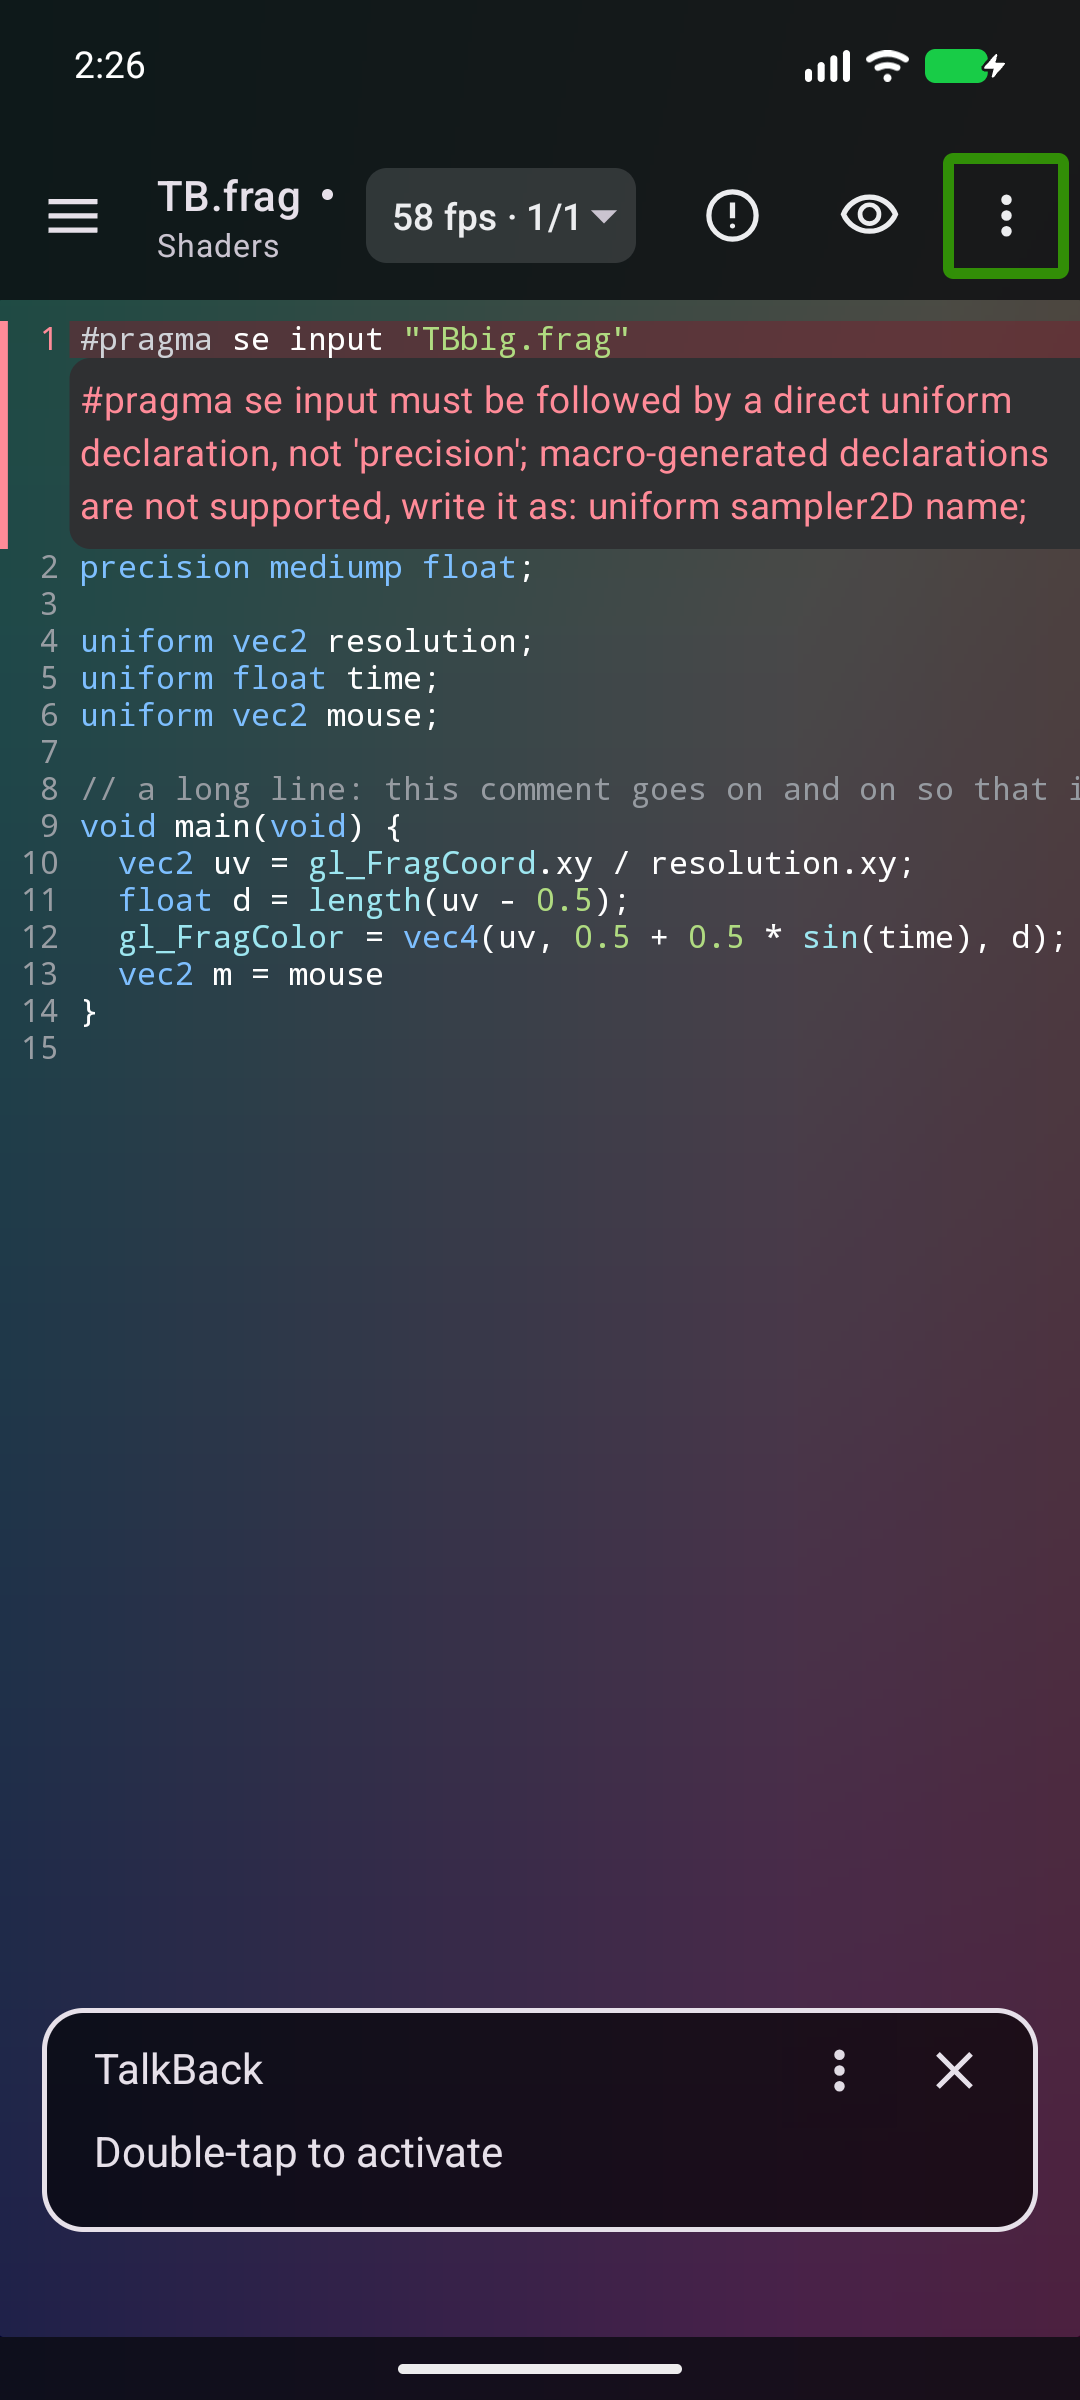 2:26
TB.frag •
Shaders
58 fps · 1/1
1 #pragma se input "TBbig.frag"
#pragma se input must be followed by a direct uniform
declaration, not 'precision'; macro-generated declarations
are not supported, write it as: uniform sampler2D name;
2 precision mediump float;
3
4 uniform vec2 resolution;
5 uniform float time;
6 uniform vec2 mouse;
7
8 // a long line: this comment goes on and on so that i
9 void main(void) {
10   vec2 uv = gl_FragCoord.xy / resolution.xy;
11   float d = length(uv - 0.5);
12   gl_FragColor = vec4(uv, 0.5 + 0.5 * sin(time), d);
13   vec2 m = mouse
14 }
15
TalkBack
Double-tap to activate